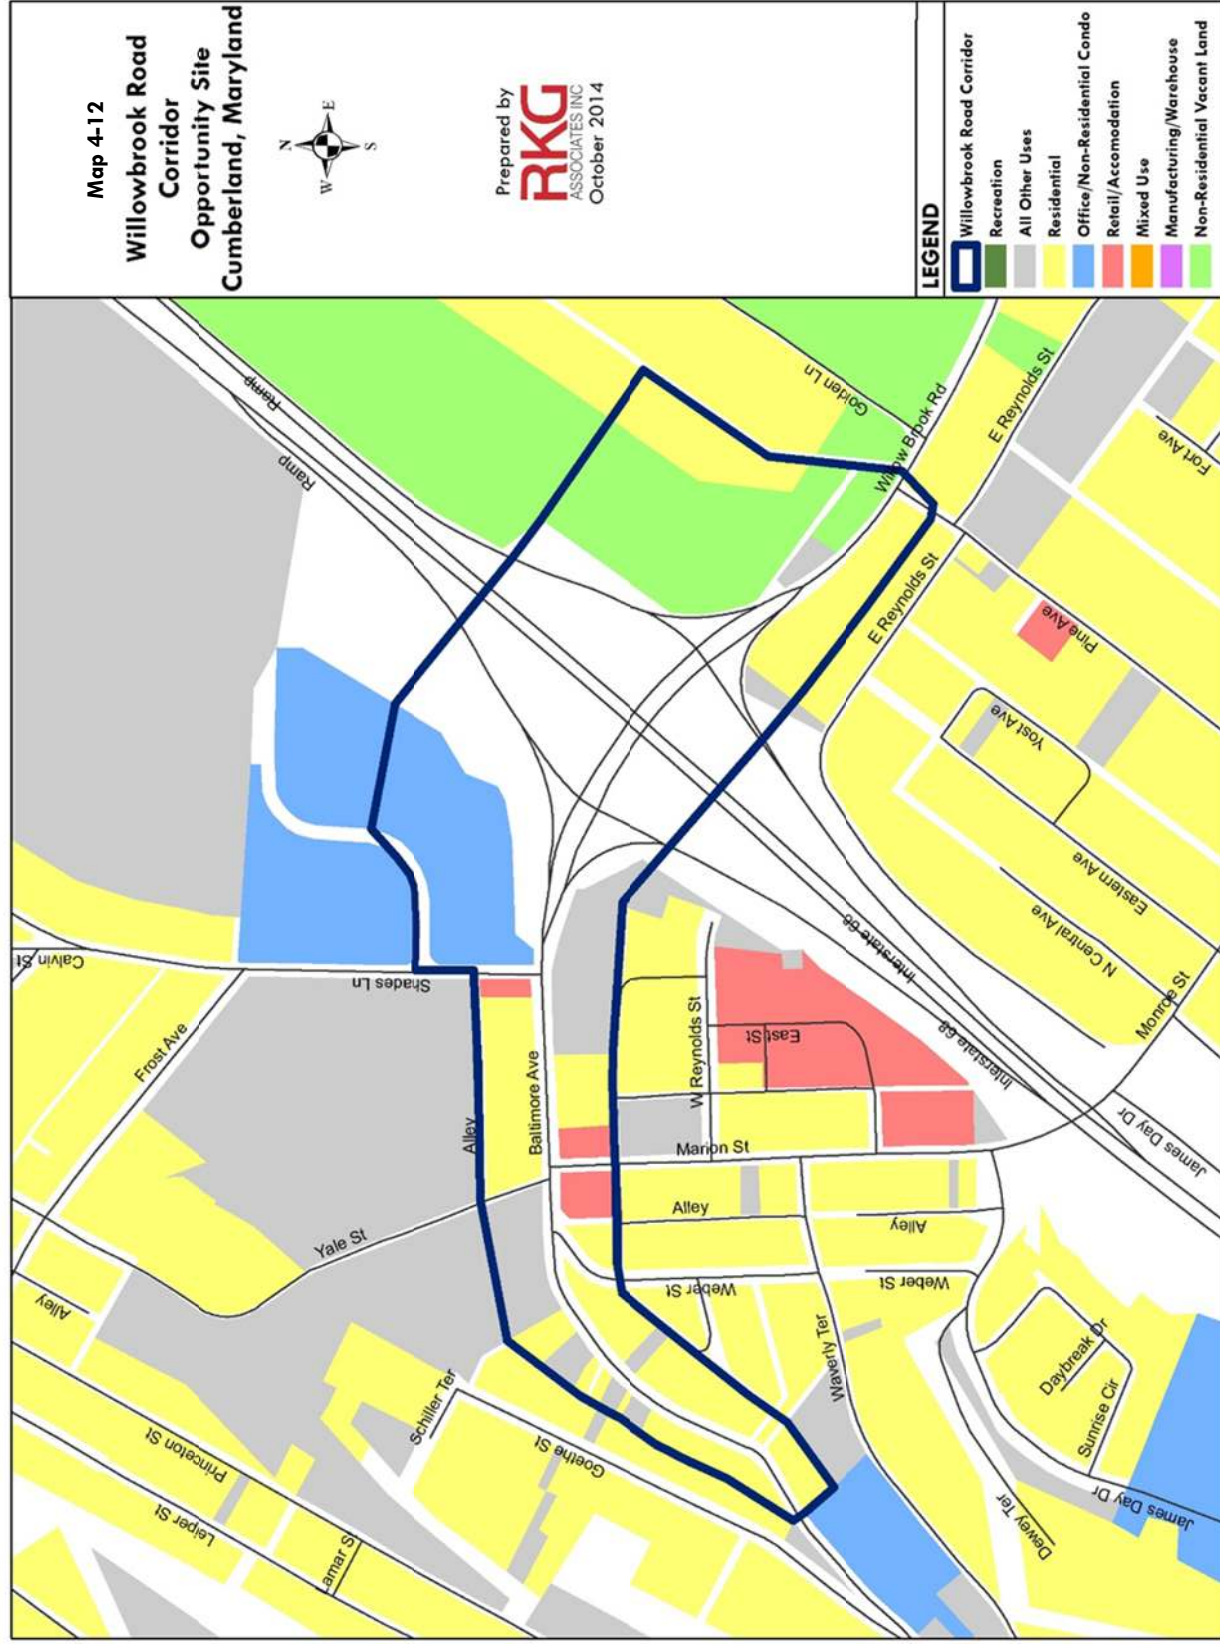 Map 4-12
Willowbrook Road
Corridor
Opportunity Site
Cumberland, Maryland
N
W
E
S
Prepared by
RKG
ASSOCIATES INC
October 2014
LEGEND
Willowbrook Road Corridor
Recreation
All Other Uses
Residential
Office/Non-Residential Condo
Retail/Accomodation
Mixed Use
Manufacturing/Warehouse
Non-Residential Vacant Land
Ramp
Ramp
Golden Ln
Willow Brook Rd
E Reynolds St
Fort Ave
E Reynolds St
Pine Ave
Yost Ave
Eastern Ave
N Central Ave
Monroe St
Interstate 68
Interstate 68
James Day Dr
Calvin St
Shades Ln
Frost Ave
Alley
Baltimore Ave
W Reynolds St
East St
Marion St
Yale St
Alley
Alley
Alley
Weber St
Weber St
Waverly Ter
Schiller Ter
Goethe St
Princeton St
Leiper St
Lamar S
Daybreak Dr
Sunrise Cir
James Day Dr
Dewey Ter